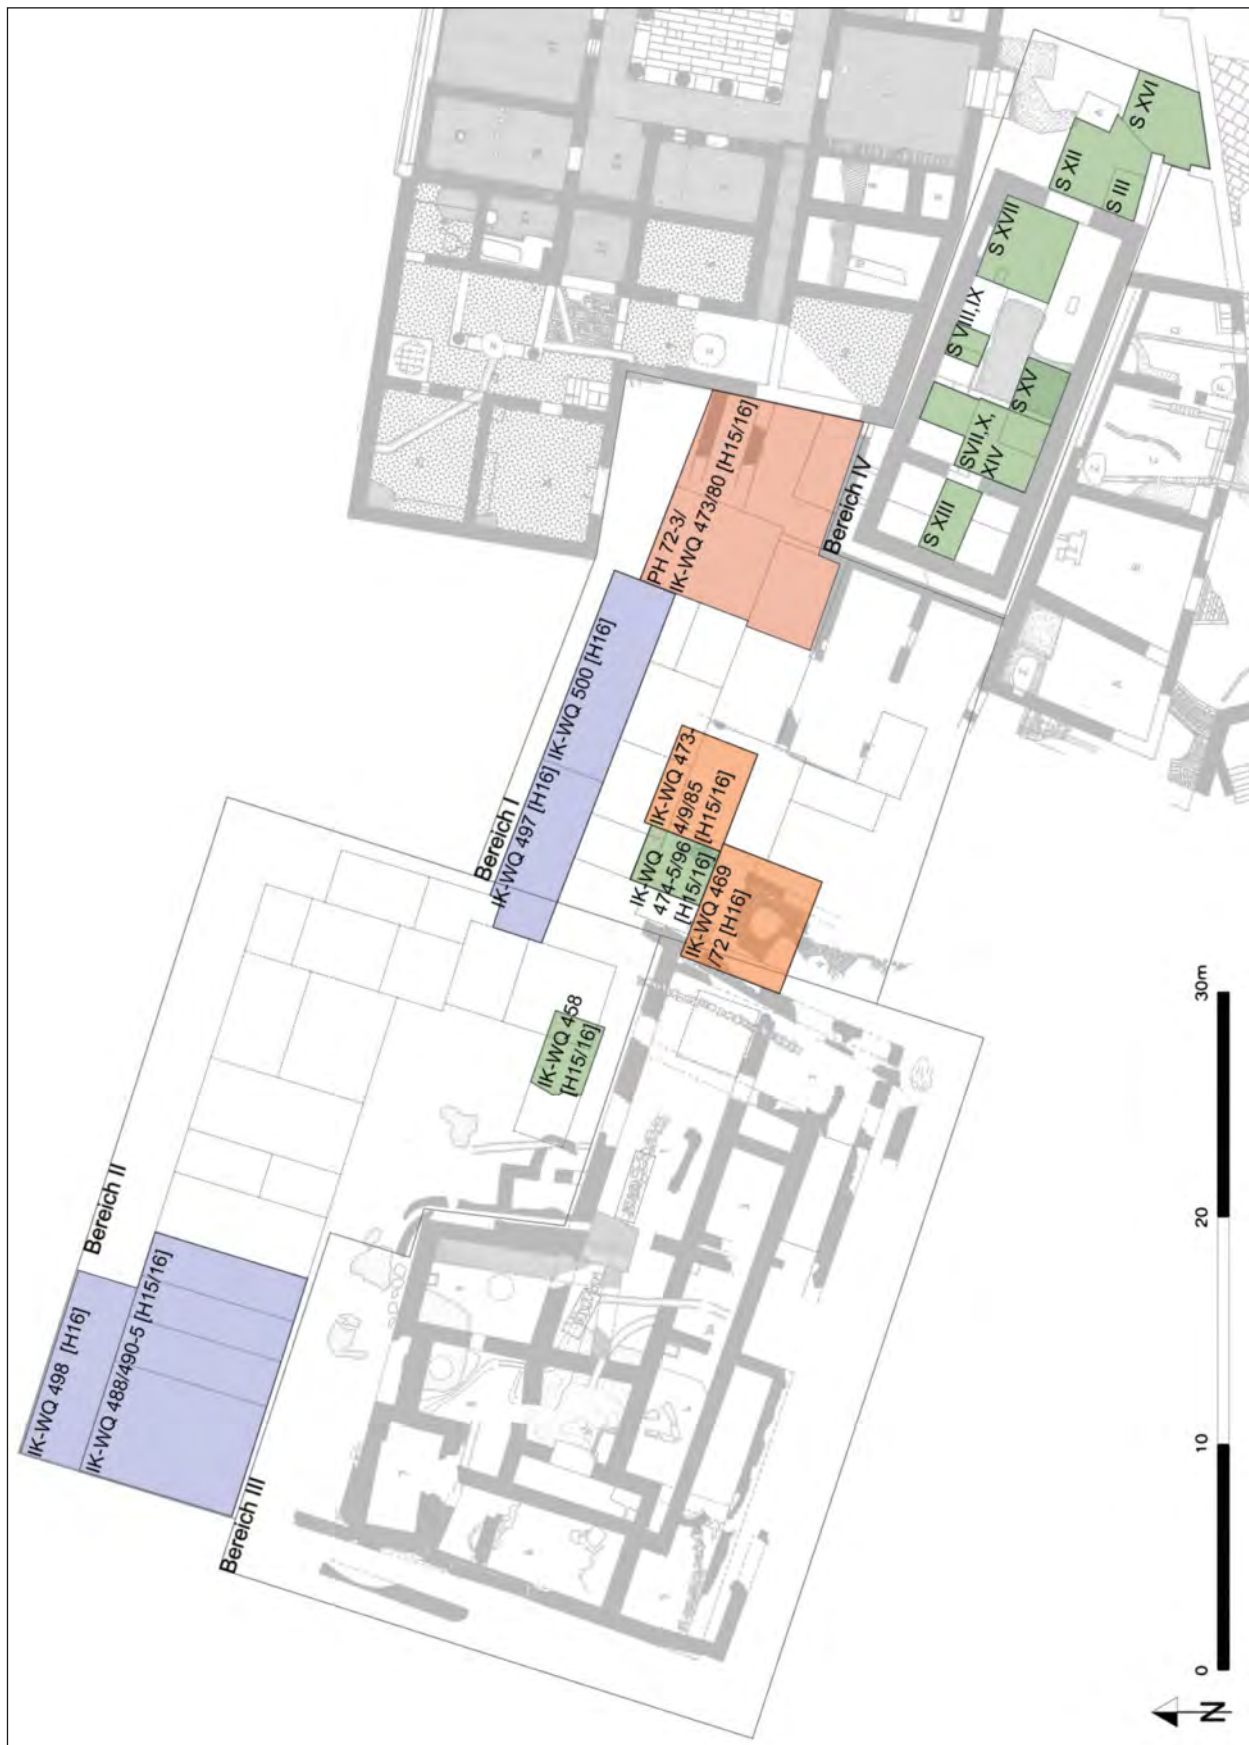 Bereich II
IK-WQ 498 [H16]
IK-WQ 488/490-5 [H15/16]
Bereich III
Bereich I
IK-WQ 497 [H16]
IK-WQ 500 [H16]
IK-WQ 458
[H15/16]
IK-WQ
474-5/96
[H15/16]
IK-WQ 473-
4/9/85
[H15/16]
IK-WQ 469
/72 [H16]
PH 72-3/
IK-WQ 473/80 [H15/16]
Bereich IV
S XIII
SVII,X,
XIV
S XV
S VIII,IX
S XVII
S XII
S III
S XVI
A
0
10
20
30m
N